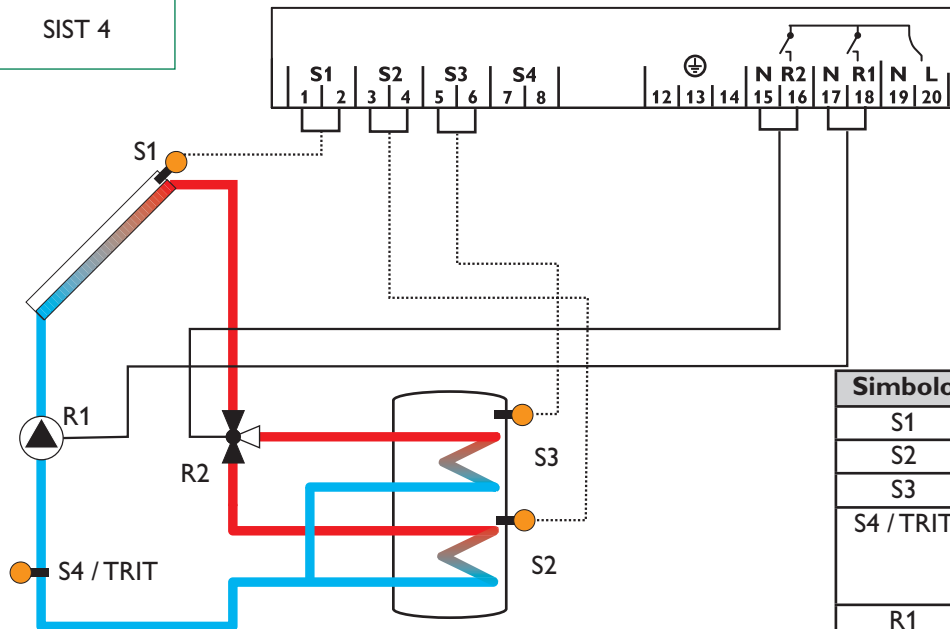 SIST 4
S1 S2 S3 S4 N R2 N R1 N L
1 2 3 4 5 6 7 8 12 13 14 15 16 17 18 19 20
S1
R1
R2
S3
S2
S4 / TRIT
Simbolo
S1
S2
S3
S4 / TRIT
R1